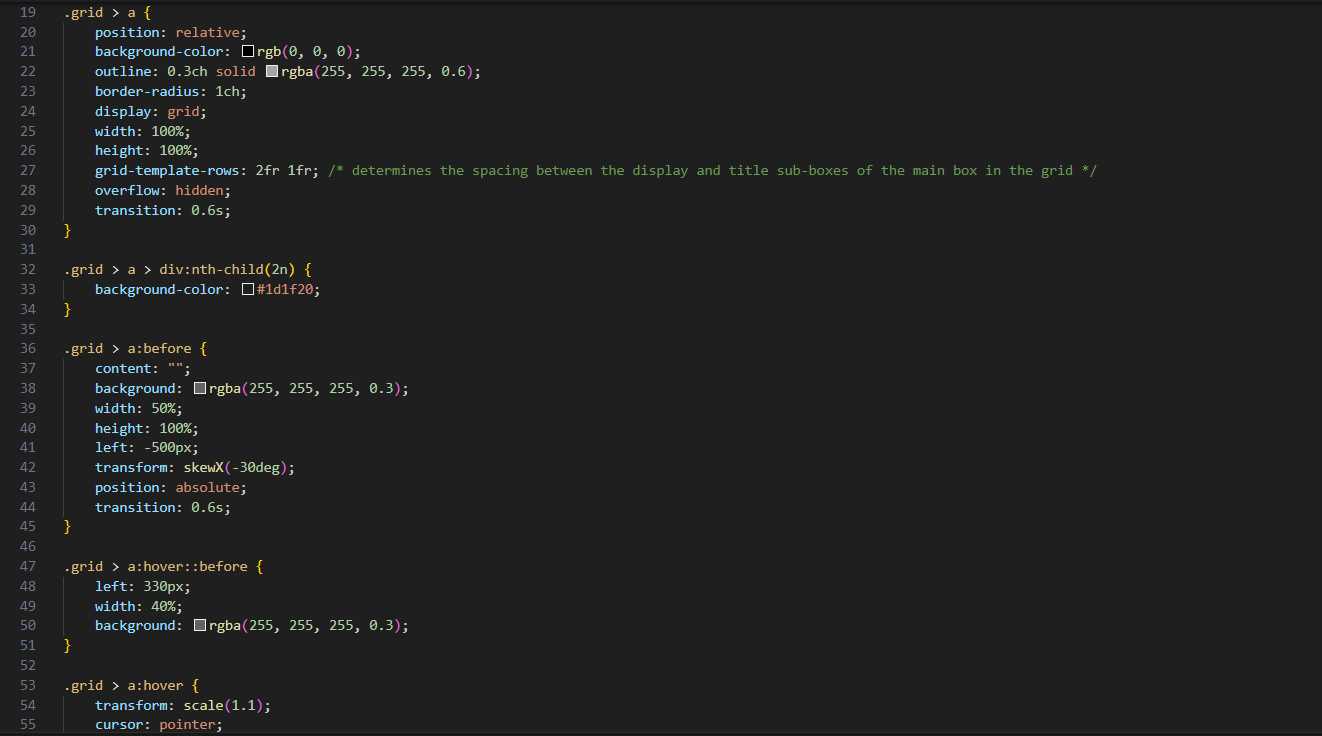 19 .grid > a {
20 position: relative;
21 background-color: rgb(0, 0, 0);
22 outline: 0.3ch solid rgba(255, 255, 255, 0.6);
23 border-radius: 1ch;
24 display: grid;
25 width: 100%;
26 height: 100%;
27 grid-template-rows: 2fr 1fr; /* determines the spacing between the display and title sub-boxes of the main box in the grid */
28 overflow: hidden;
29 transition: 0.6s;
30 }
31
32 .grid > a > div:nth-child(2n) {
33 background-color: #1d1f20;
34 }
35
36 .grid > a:before {
37 content: "";
38 background: rgba(255, 255, 255, 0.3);
39 width: 50%;
40 height: 100%;
41 left: -500px;
42 transform: skewX(-30deg);
43 position: absolute;
44 transition: 0.6s;
45 }
46
47 .grid > a:hover::before {
48 left: 330px;
49 width: 40%;
50 background: rgba(255, 255, 255, 0.3);
51 }
52
53 .grid > a:hover {
54 transform: scale(1.1);
55 cursor: pointer;